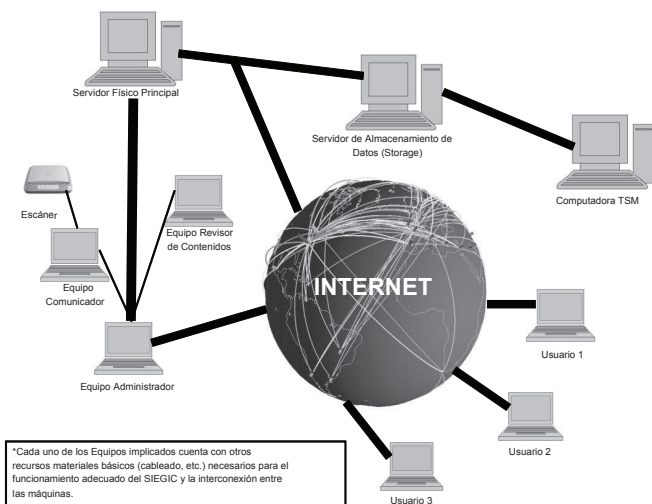 Servidor Físico Principal
Servidor de Almacenamiento de
Datos (Storage)
Computadora TSM
Escáner
Equipo Revisor
de Contenidos
Equipo
Comunicador
INTERNET
Usuario 1
Equipo Administrador
Usuario 2
Usuario 3
*Cada uno de los Equipos implicados cuenta con otros
recursos materiales básicos (cableado, etc.) necesarios para el
funcionamiento adecuado del SIEGIC y la interconexión entre
las máquinas.